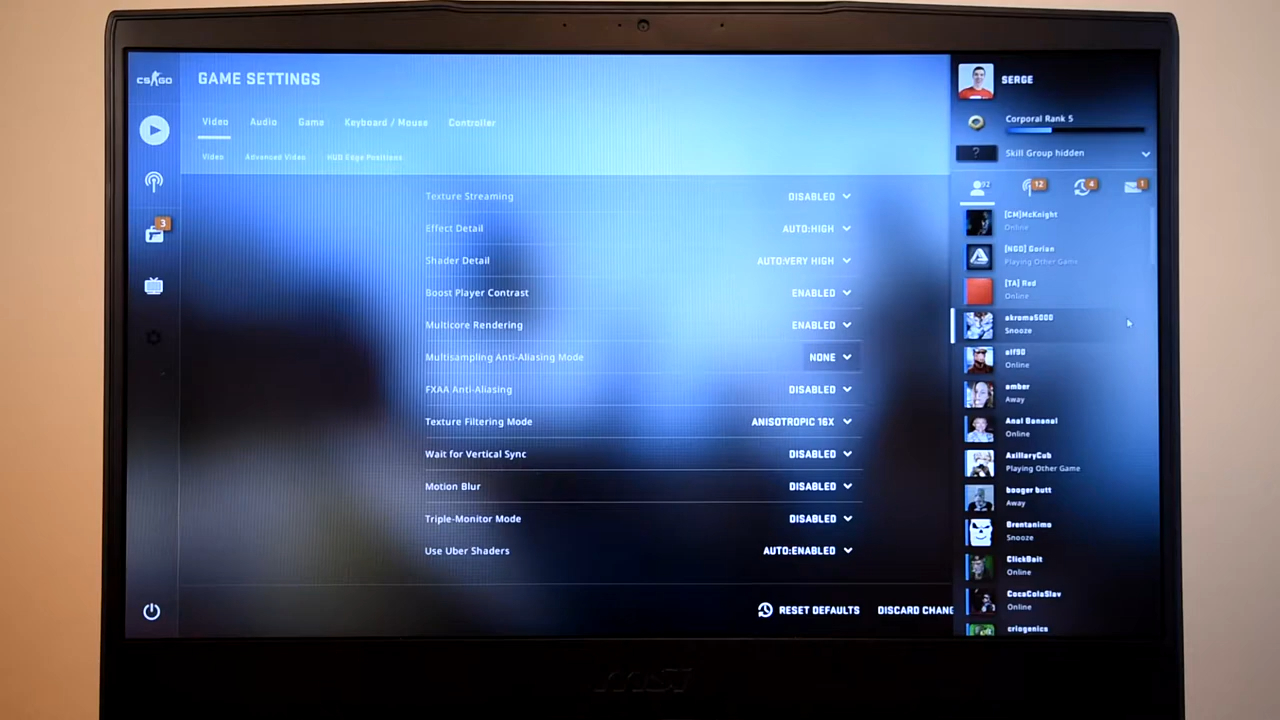 CS GO
GAME SETTINGS
Video Audio Game Keyboard / Mouse Controller
Video Advanced Video HUD Edge Positions
Texture Streaming DISABLED
Effect Detail AUTO:HIGH
Shader Detail AUTO:VERY HIGH
Boost Player Contrast ENABLED
Multicore Rendering ENABLED
Multisampling Anti-Aliasing Mode NONE
FXAA Anti-Aliasing DISABLED
Texture Filtering Mode ANISOTROPIC 16X
Wait for Vertical Sync DISABLED
Motion Blur DISABLED
Triple-Monitor Mode DISABLED
Use Uber Shaders AUTO:ENABLED
RESET DEFAULTS DISCARD CHANG
3
SERGE
Corporal Rank 5
? Skill Group hidden
92 12 4 1
[CM]McKnight
Online
[NGO] Gorian
Playing Other Game
[TA] Red
Online
akroma5000
Snooze
alf90
Online
amber
Away
Anal Bananal
Online
AxillaryCub
Playing Other Game
booger butt
Away
Brentanimo
Snooze
ClickBait
Online
CocaColaSlav
Online
criogenics
msi